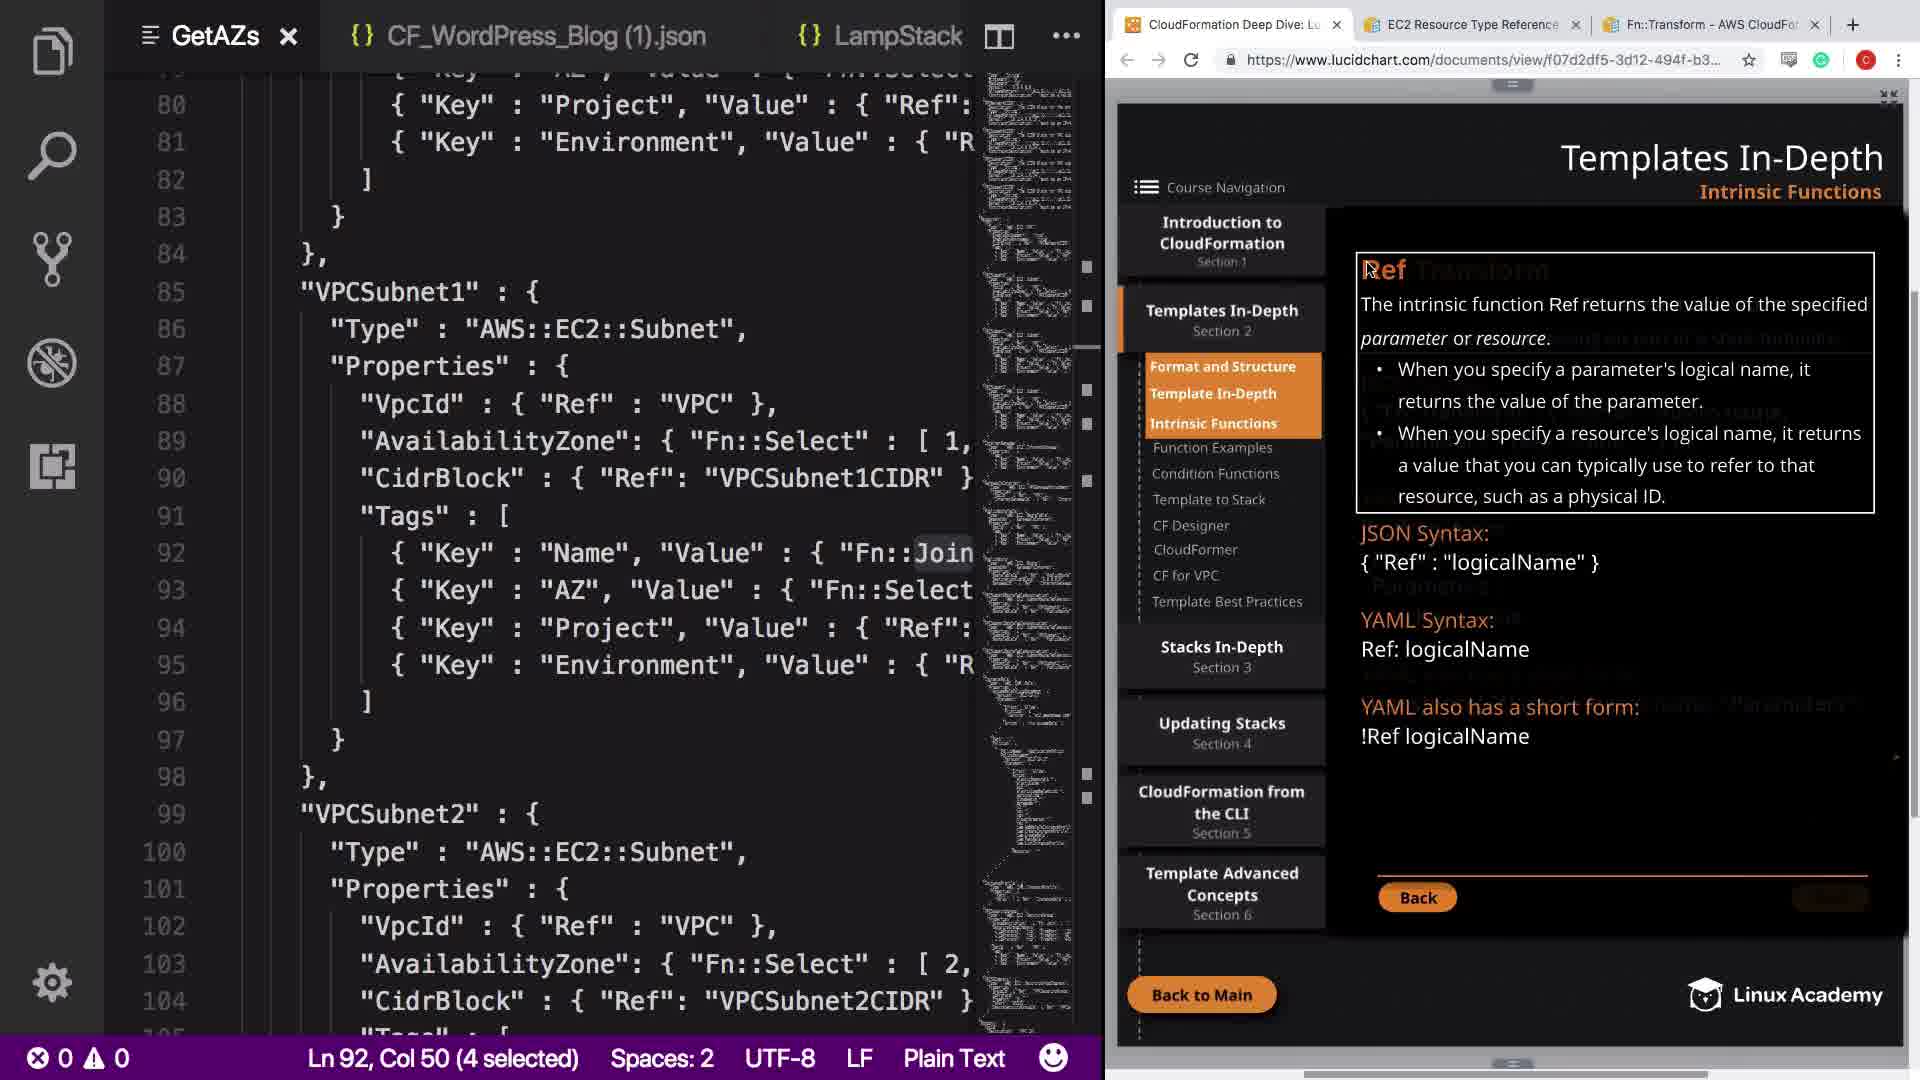 GetAZs
CF_WordPress_Blog (1).json
LampStack
80 { "Key" : "Project", "Value" : { "Ref":
81 { "Key" : "Environment", "Value" : { "R
82 ]
83 }
84 },
85 "VPCSubnet1" : {
86 "Type" : "AWS::EC2::Subnet",
87 "Properties" : {
88 "VpcId" : { "Ref" : "VPC" },
89 "AvailabilityZone": { "Fn::Select" : [ 1,
90 "CidrBlock" : { "Ref": "VPCSubnet1CIDR" }
91 "Tags" : [
92 { "Key" : "Name", "Value" : { "Fn::Join
93 { "Key" : "AZ", "Value" : { "Fn::Select
94 { "Key" : "Project", "Value" : { "Ref":
95 { "Key" : "Environment", "Value" : { "R
96 ]
97 }
98 },
99 "VPCSubnet2" : {
100 "Type" : "AWS::EC2::Subnet",
101 "Properties" : {
102 "VpcId" : { "Ref" : "VPC" },
103 "AvailabilityZone": { "Fn::Select" : [ 2,
104 "CidrBlock" : { "Ref": "VPCSubnet2CIDR" }
0 0
Ln 92, Col 50 (4 selected)
Spaces: 2
UTF-8
LF
Plain Text
CloudFormation Deep Dive: Lu
EC2 Resource Type Reference
Fn::Transform - AWS CloudFor
https://www.lucidchart.com/documents/view/f07d2df5-3d12-494f-b3...
C
Templates In-Depth
Intrinsic Functions
Course Navigation
Introduction to
CloudFormation
Section 1
Templates In-Depth
Section 2
Format and Structure
Template In-Depth
Intrinsic Functions
Function Examples
Condition Functions
Template to Stack
CF Designer
CloudFormer
CF for VPC
Template Best Practices
Stacks In-Depth
Section 3
Updating Stacks
Section 4
CloudFormation from
the CLI
Section 5
Template Advanced
Concepts
Section 6
Back to Main
Ref Transform
The intrinsic function Ref returns the value of the specified
parameter or resource.
• When you specify a parameter's logical name, it
returns the value of the parameter.
• When you specify a resource's logical name, it returns
a value that you can typically use to refer to that
resource, such as a physical ID.
JSON Syntax:
{ "Ref" : "logicalName" }
YAML Syntax:
Ref: logicalName
YAML also has a short form:
!Ref logicalName
Back
Linux Academy